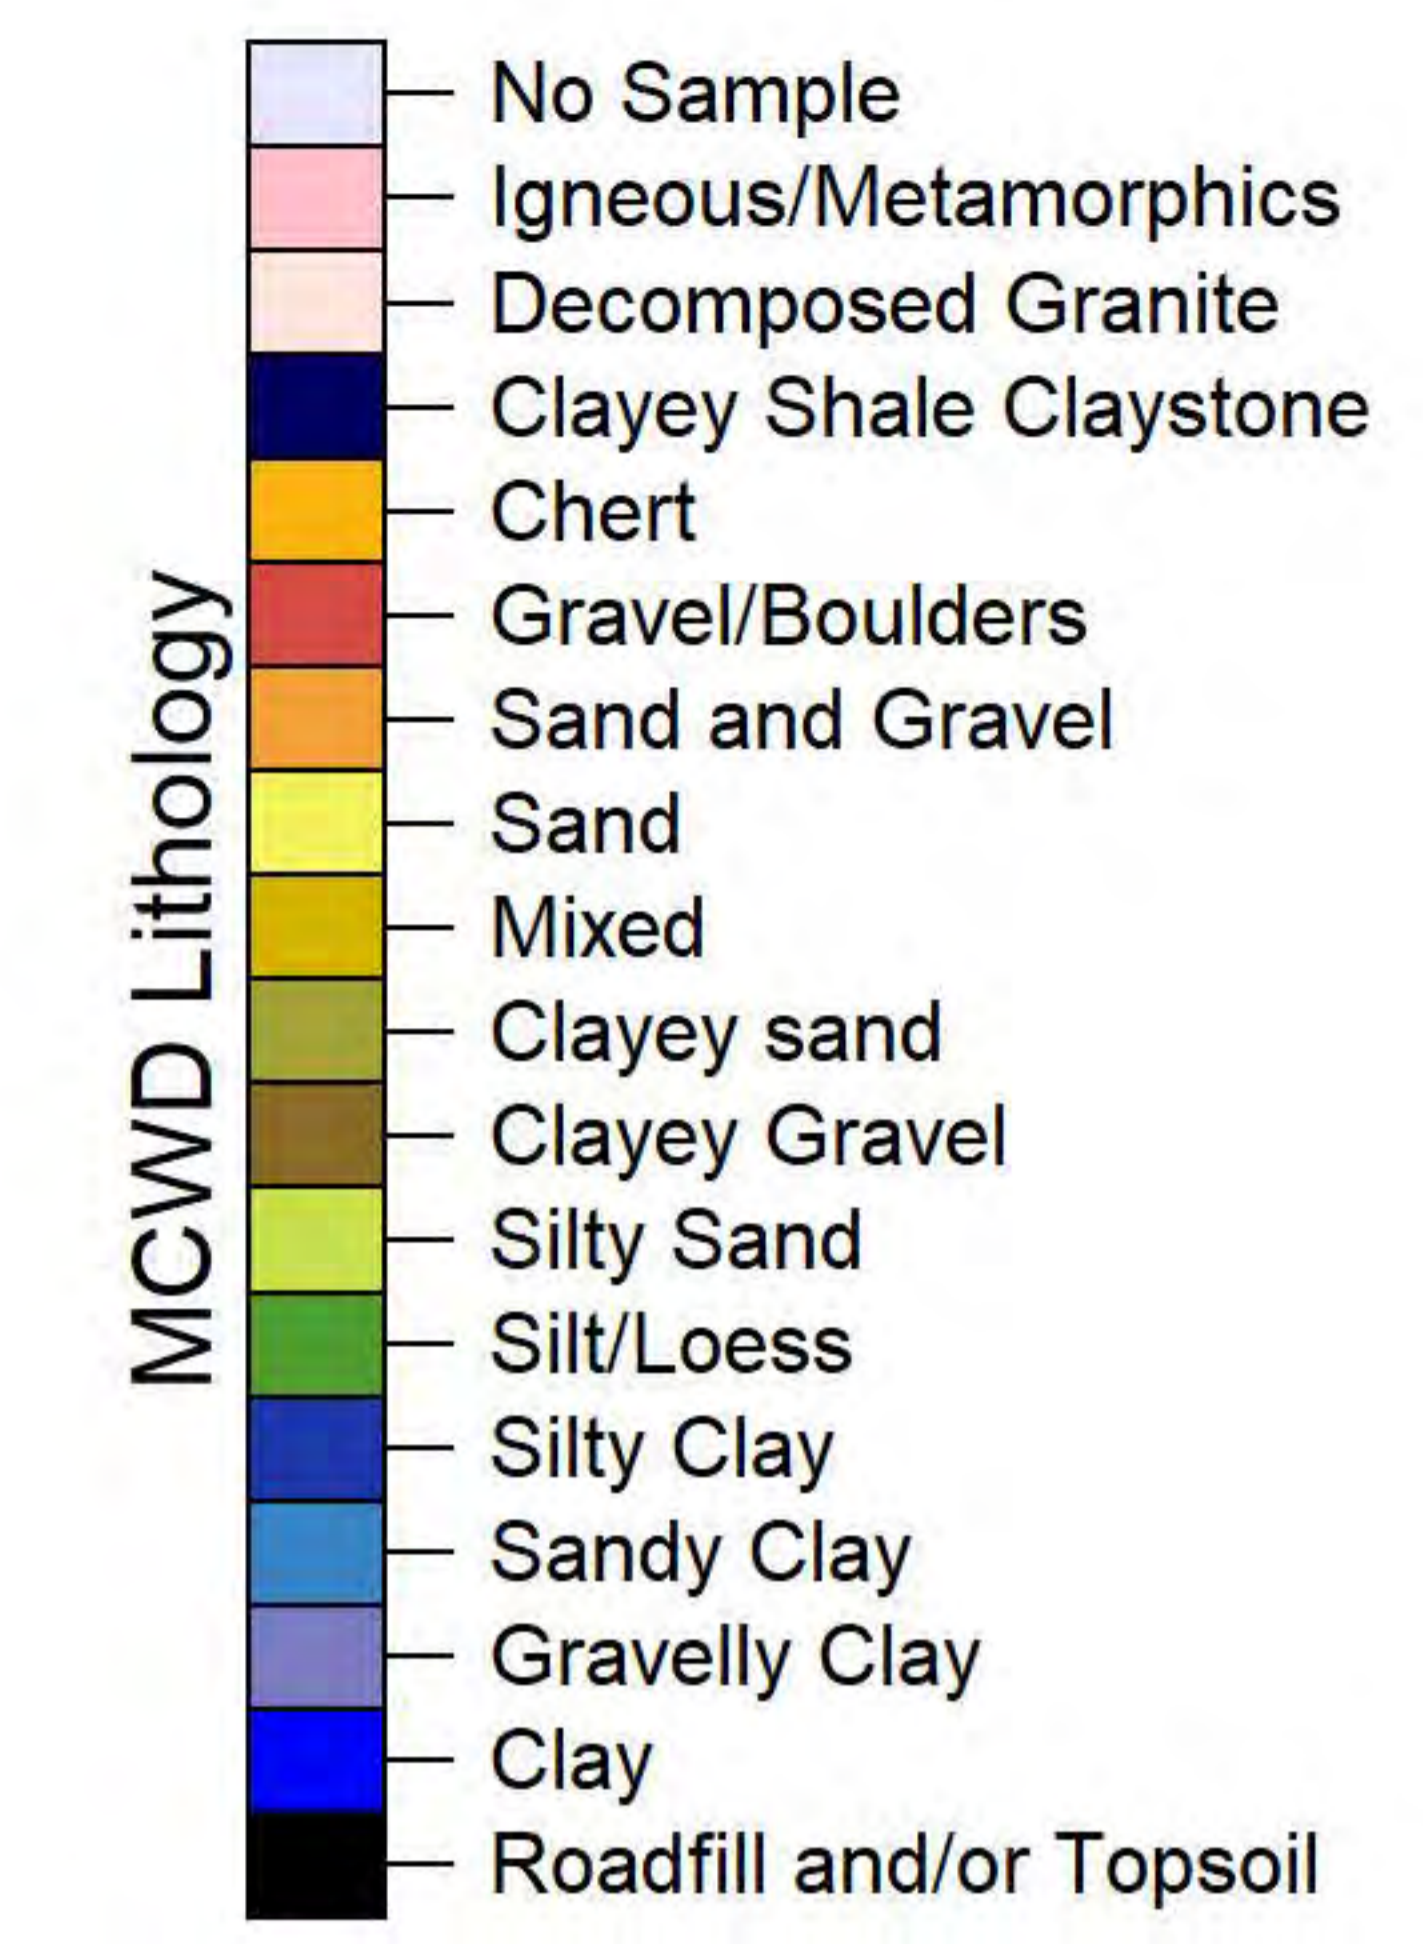 MCWD Lithology
No Sample
Igneous/Metamorphics
Decomposed Granite
Clayey Shale Claystone
Chert
Gravel/Boulders
Sand and Gravel
Sand
Mixed
Clayey sand
Clayey Gravel
Silty Sand
Silt/Loess
Silty Clay
Sandy Clay
Gravelly Clay
Clay
Roadfill and/or Topsoil